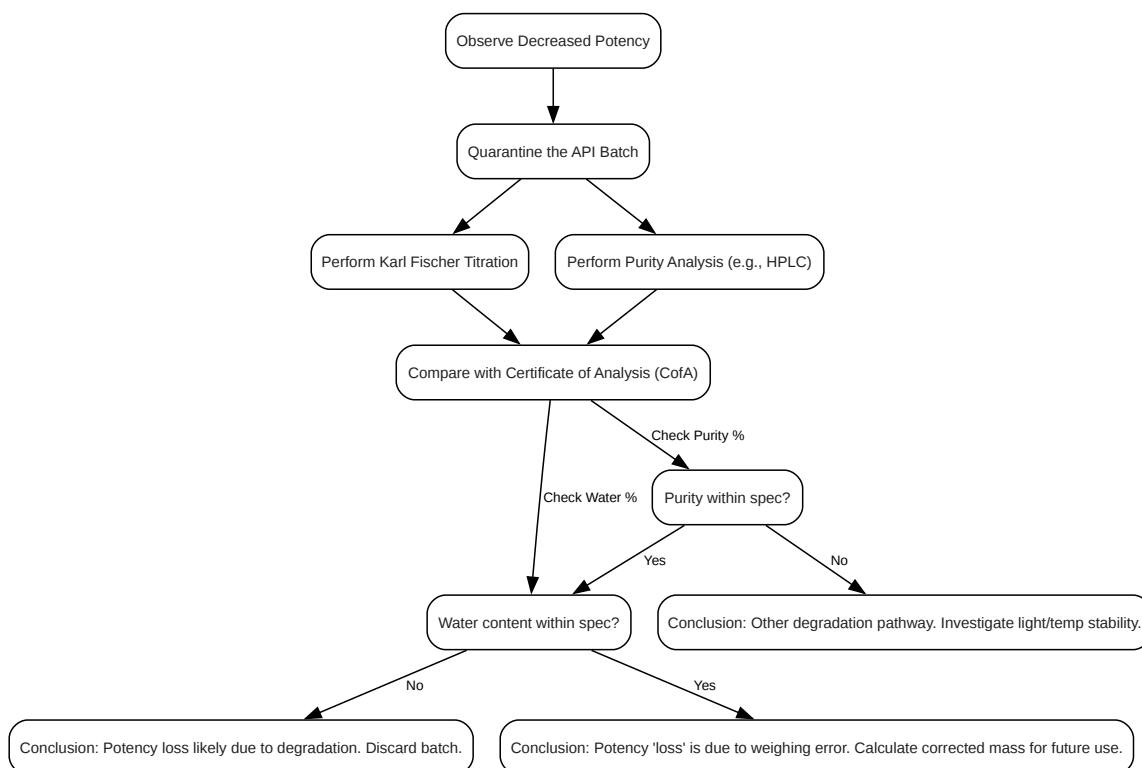 Observe Decreased Potency
Quarantine the API Batch
Perform Karl Fischer Titration
Perform Purity Analysis (e.g., HPLC)
Compare with Certificate of Analysis (CofA)
Check Purity %
Check Water %
Purity within spec?
Yes
No
Water content within spec?
Conclusion: Other degradation pathway. Investigate light/temp stability.
No
Yes
Conclusion: Potency loss likely due to degradation. Discard batch.
Conclusion: Potency 'loss' is due to weighing error. Calculate corrected mass for future use.